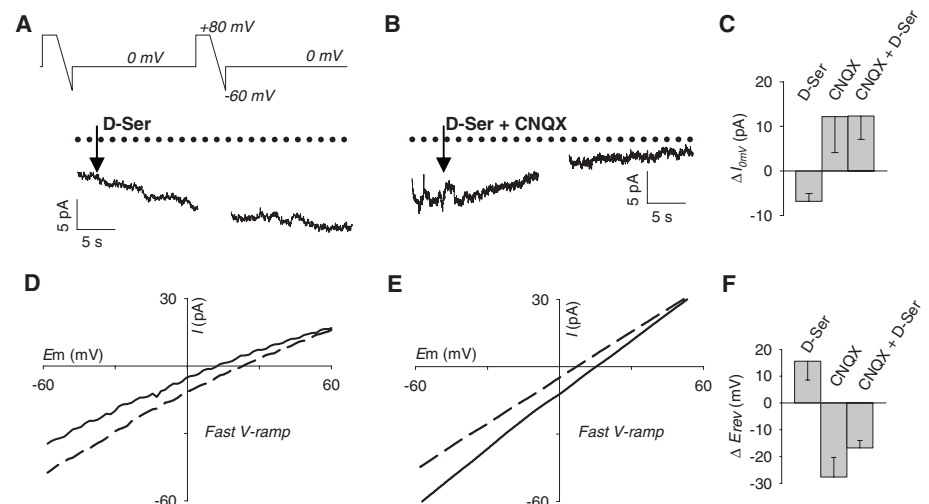 A
+80 mV
0 mV
0 mV
-60 mV
D-Ser
5 pA
5 s
B
D-Ser + CNQX
5 pA
5 s
C
D-Ser
CNQX
CNQX + D-Ser
20
10
0
-10
Δ I0mV (pA)
D
30
I (pA)
Em (mV)
-60
60
Fast V-ramp
-60
E
30
I (pA)
Em (mV)
-60
60
Fast V-ramp
-60
F
D-Ser
CNQX
CNQX + D-Ser
20
10
0
-10
-20
-30
Δ Erev (mV)